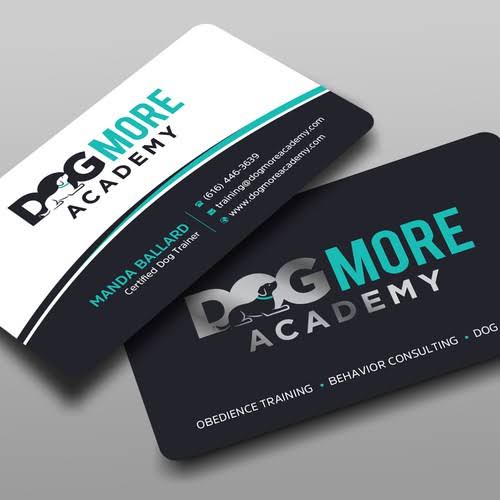 DOGMORE
ACADEMY
MANDA BALLARD
Certified Dog Trainer
(616) 446-3639
training@dogmoreacademy.com
www.dogmoreacademy.com
DOGMORE
ACADEMY
OBEDIENCE TRAINING • BEHAVIOR CONSULTING • DOG